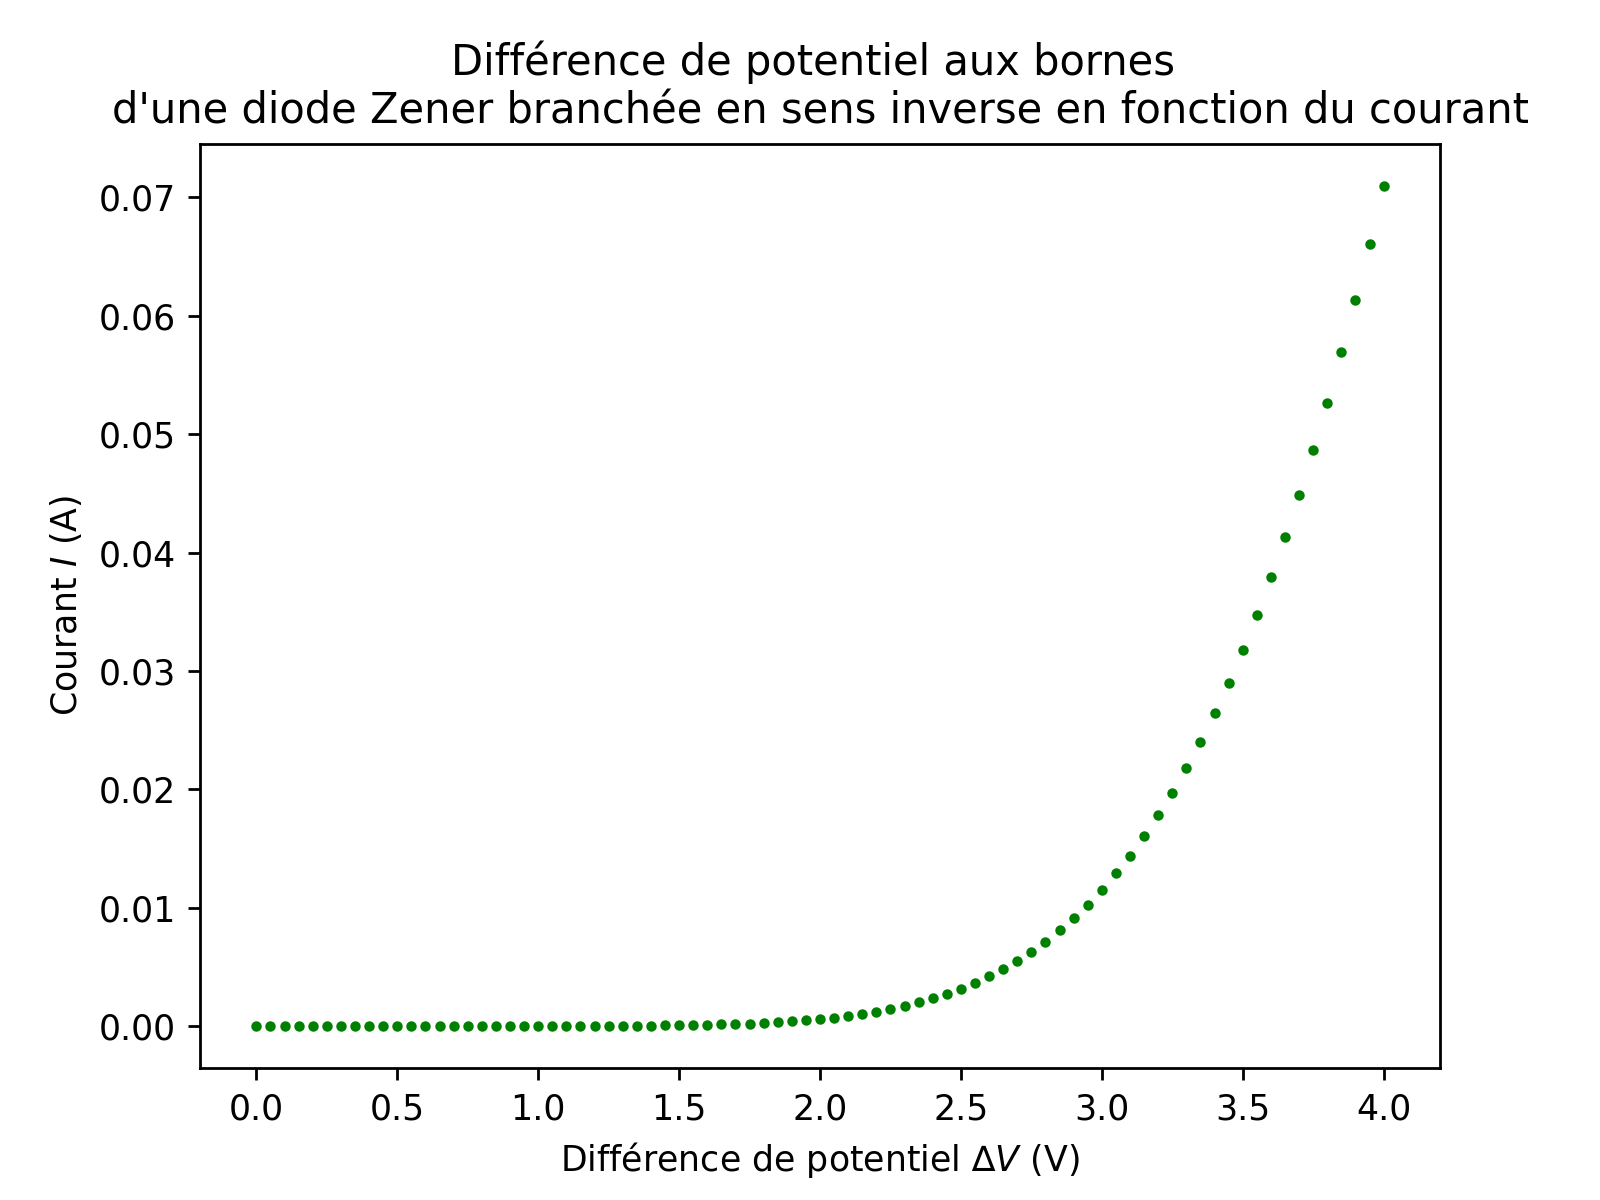 Différence de potentiel aux bornes
d'une diode Zener branchée en sens inverse en fonction du courant
0.07
0.06
0.05
0.04
0.03
0.02
0.01
0.00
Courant I (A)
0.0 0.5 1.0 1.5 2.0 2.5 3.0 3.5 4.0
Différence de potentiel ΔV (V)